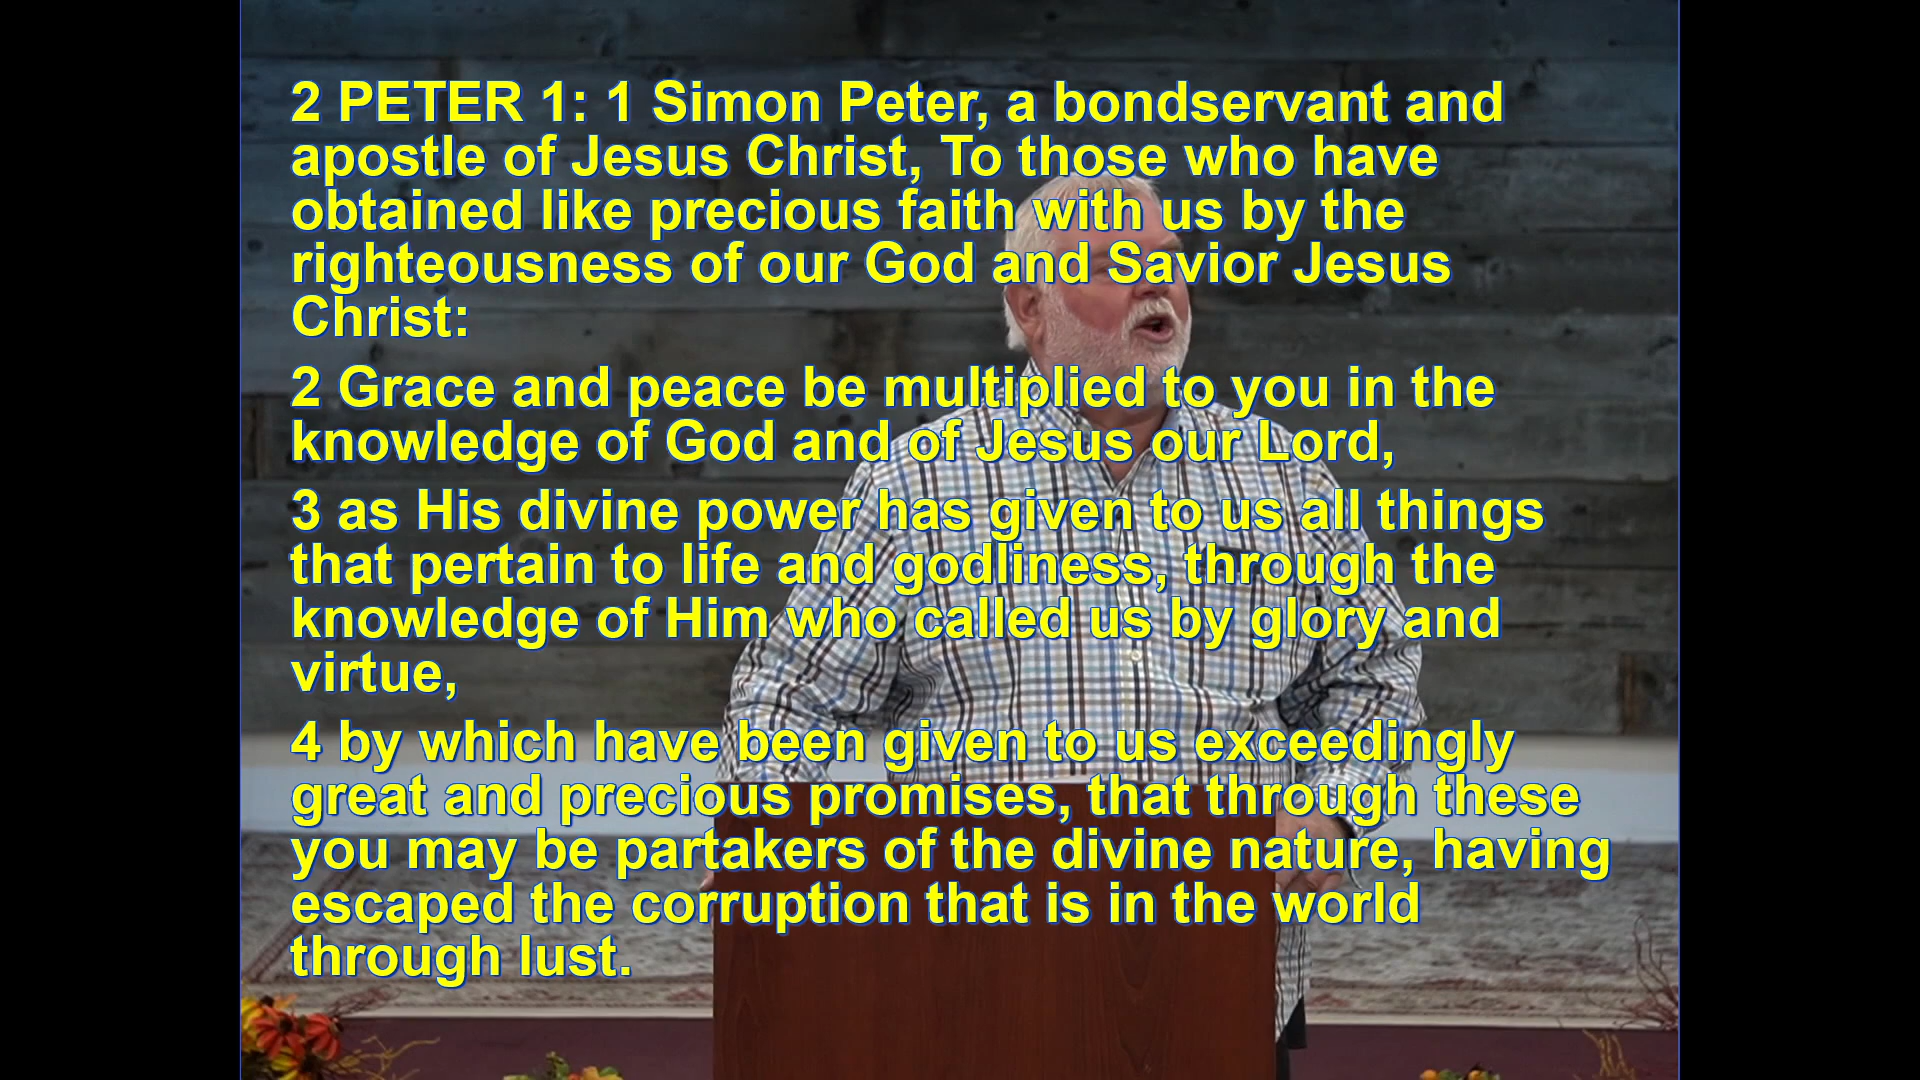 2 PETER 1: 1 Simon Peter, a bondservant and
apostle of Jesus Christ, To those who have
obtained like precious faith with us by the
righteousness of our God and Savior Jesus
Christ:
2 Grace and peace be multiplied to you in the
knowledge of God and of Jesus our Lord,
3 as His divine power has given to us all things
that pertain to life and godliness, through the
knowledge of Him who called us by glory and
virtue,
4 by which have been given to us exceedingly
great and precious promises, that through these
you may be partakers of the divine nature, having
escaped the corruption that is in the world
through lust.